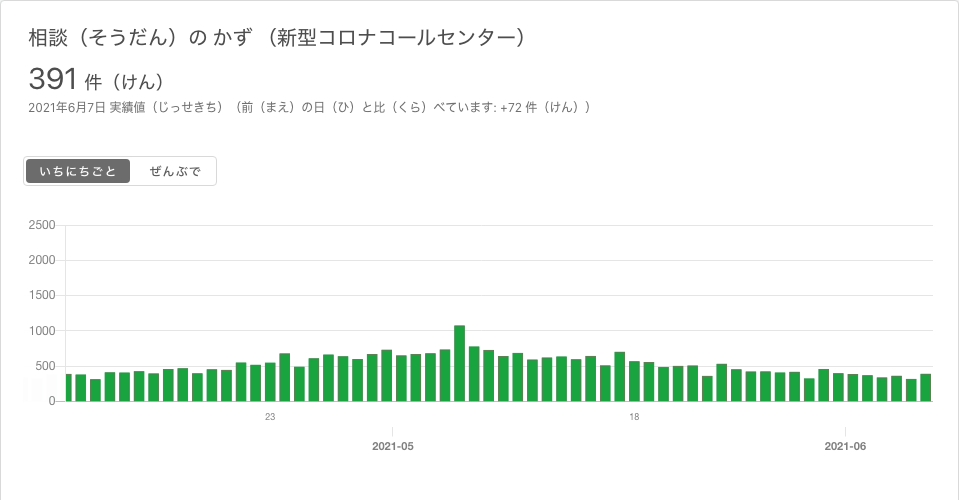 相談（そうだん）の かず （新型コロナコールセンター）
391 件（けん）
2021年6月7日 実績値（じっせきち）（前（まえ）の日（ひ）と比（くら）べています: +72 件（けん））
いちにちごと ぜんぶで
2500
2000
1500
1000
500
0
23 18
2021-05 2021-06